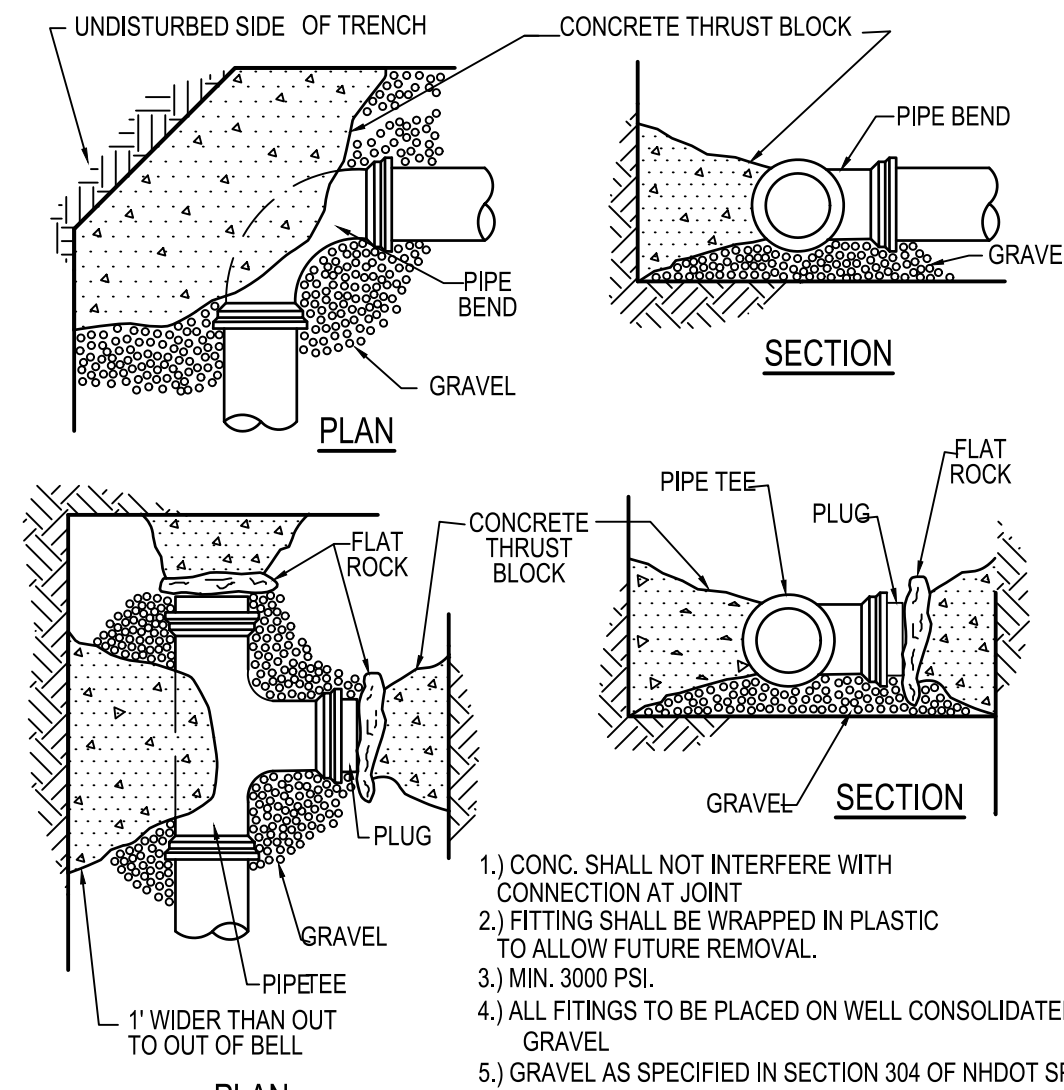 UNDISTURBED SIDE OF TRENCH
CONCRETE THRUST BLOCK
PIPE BEND
GRAVEL
SECTION
PIPE
BEND
GRAVEL
PLAN
FLAT
ROCK
PIPE TEE
PLUG
CONCRETE
THRUST
BLOCK
FLAT
ROCK
PLUG
GRAVEL
SECTION
GRAVEL
PIPE TEE
1' WIDER THAN OUT
TO OUT OF BELL
PLAN
1.) CONC. SHALL NOT INTERFERE WITH
CONNECTION AT JOINT
2.) FITTING SHALL BE WRAPPED IN PLASTIC
TO ALLOW FUTURE REMOVAL.
3.) MIN. 3000 PSI.
4.) ALL FITINGS TO BE PLACED ON WELL CONSOLIDATED
GRAVEL
5.) GRAVEL AS SPECIFIED IN SECTION 304 OF NHDOT